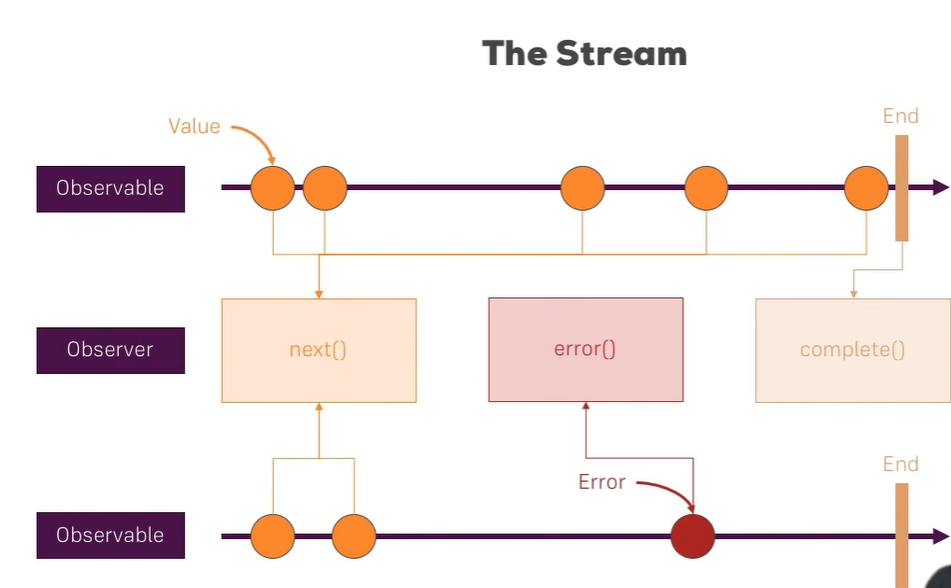 The Stream
Value
End
Observable
Observer
next()
error()
complete()
Error
End
Observable